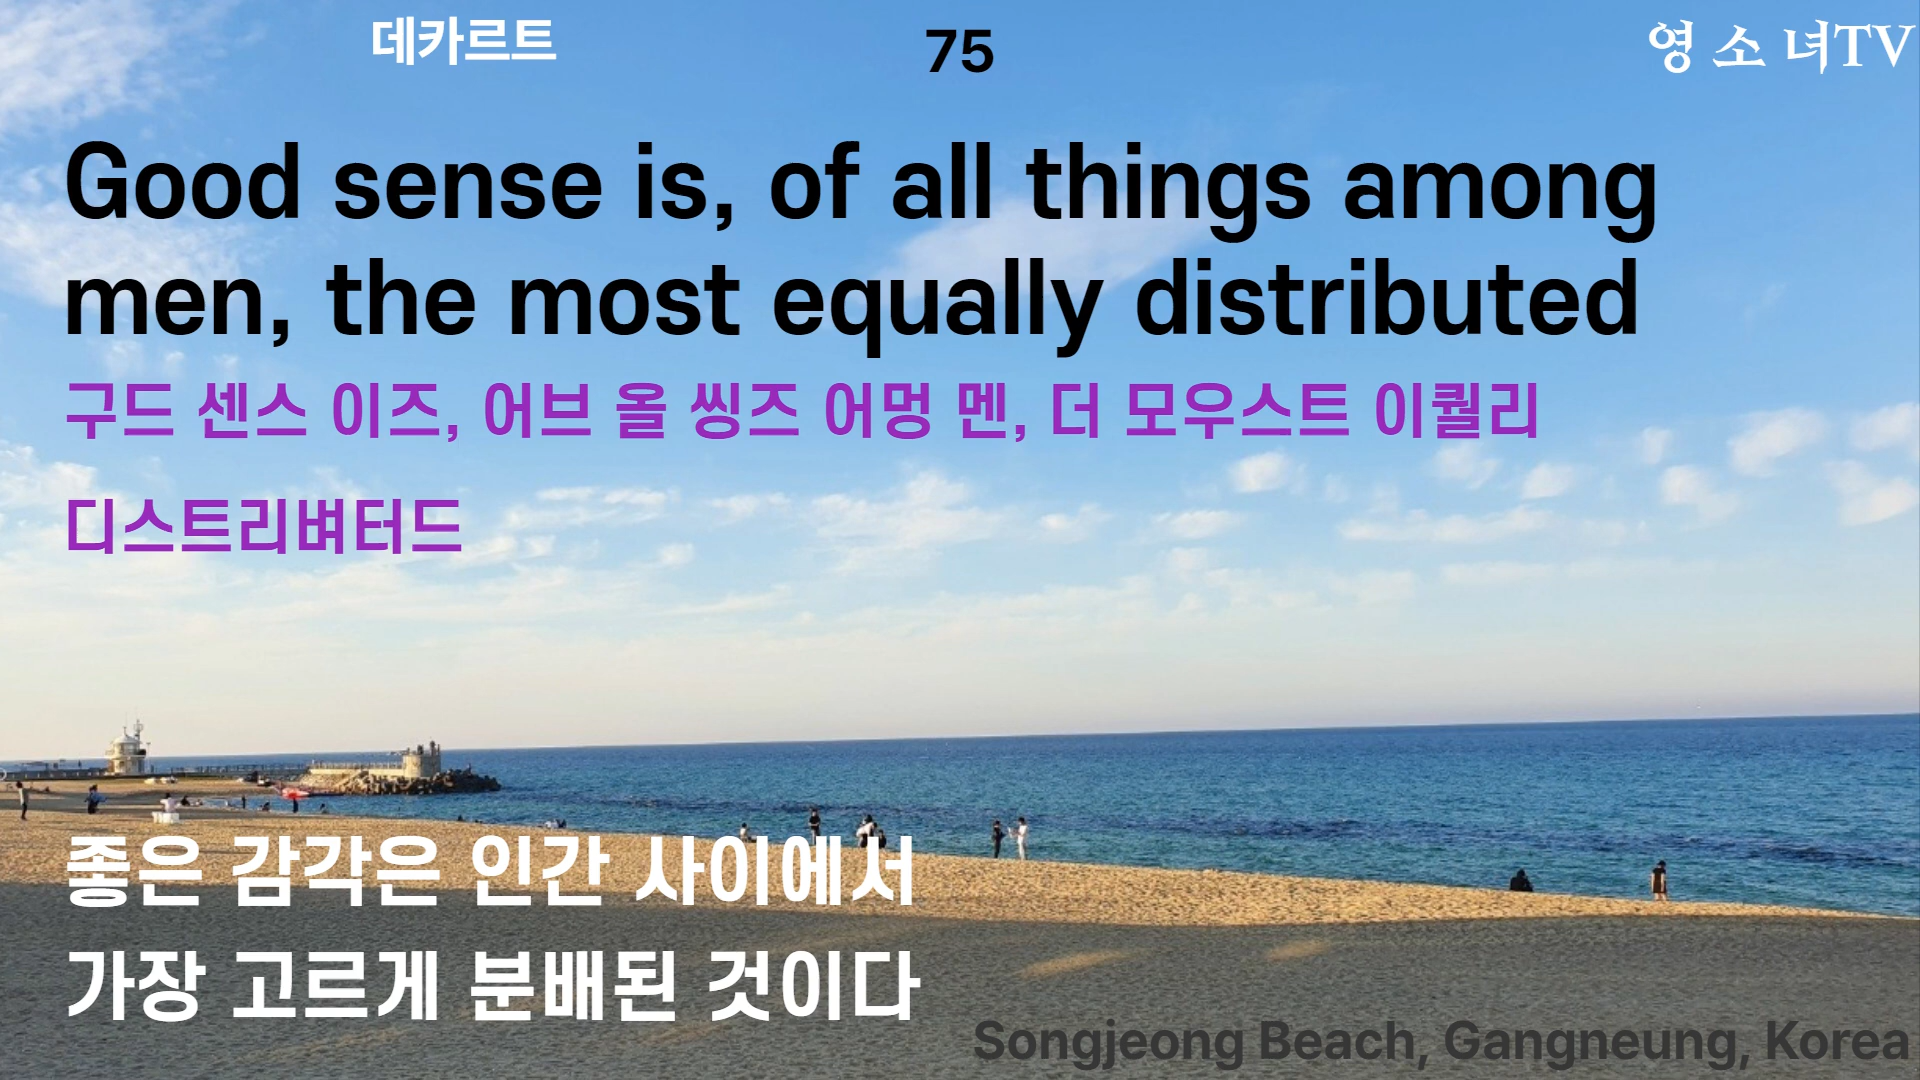 데카르트
75
영 소 녀TV
Good sense is, of all things among
men, the most equally distributed
구드 센스 이즈, 어브 올 씽즈 어멍 멘, 더 모우스트 이퀄리
디스트리벼터드
좋은 감각은 인간 사이에서
가장 고르게 분배된 것이다
Songjeong Beach, Gangneung, Korea